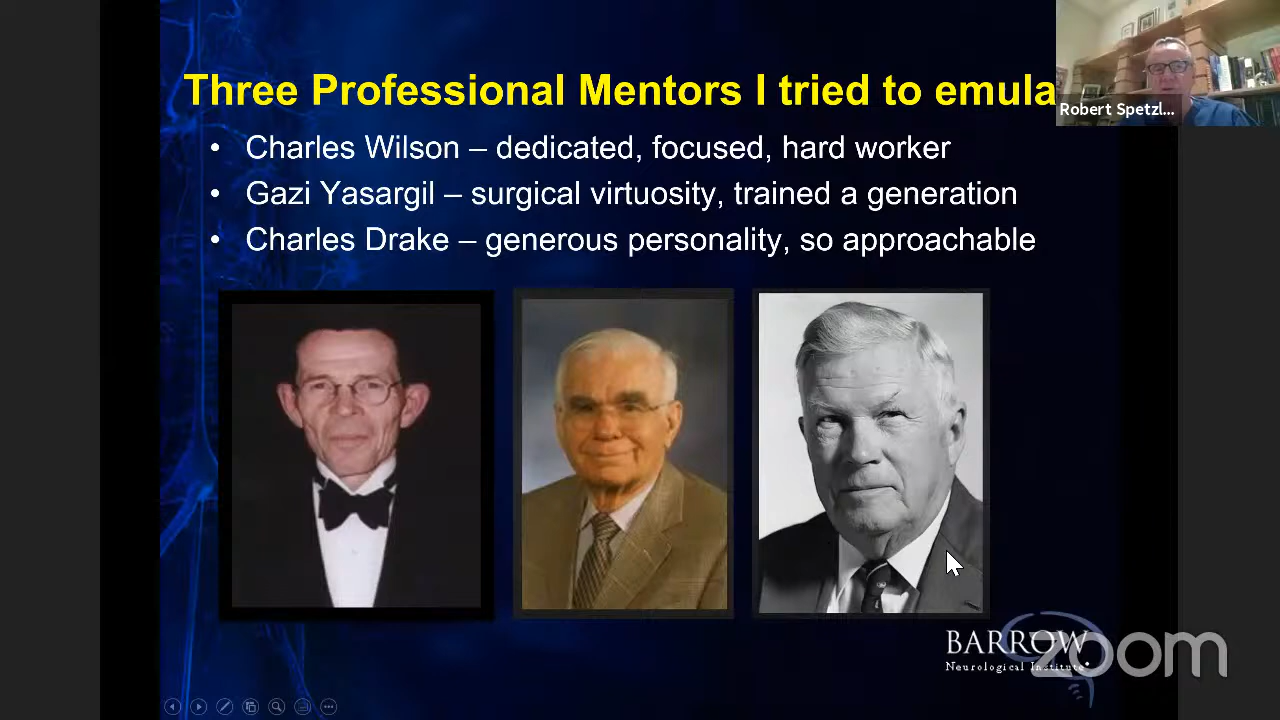 Three Professional Mentors I tried to emula
Robert Spetzl...
• Charles Wilson – dedicated, focused, hard worker
• Gazi Yasargil – surgical virtuosity, trained a generation
• Charles Drake – generous personality, so approachable
BARROW
Neurological Institute®
zoom